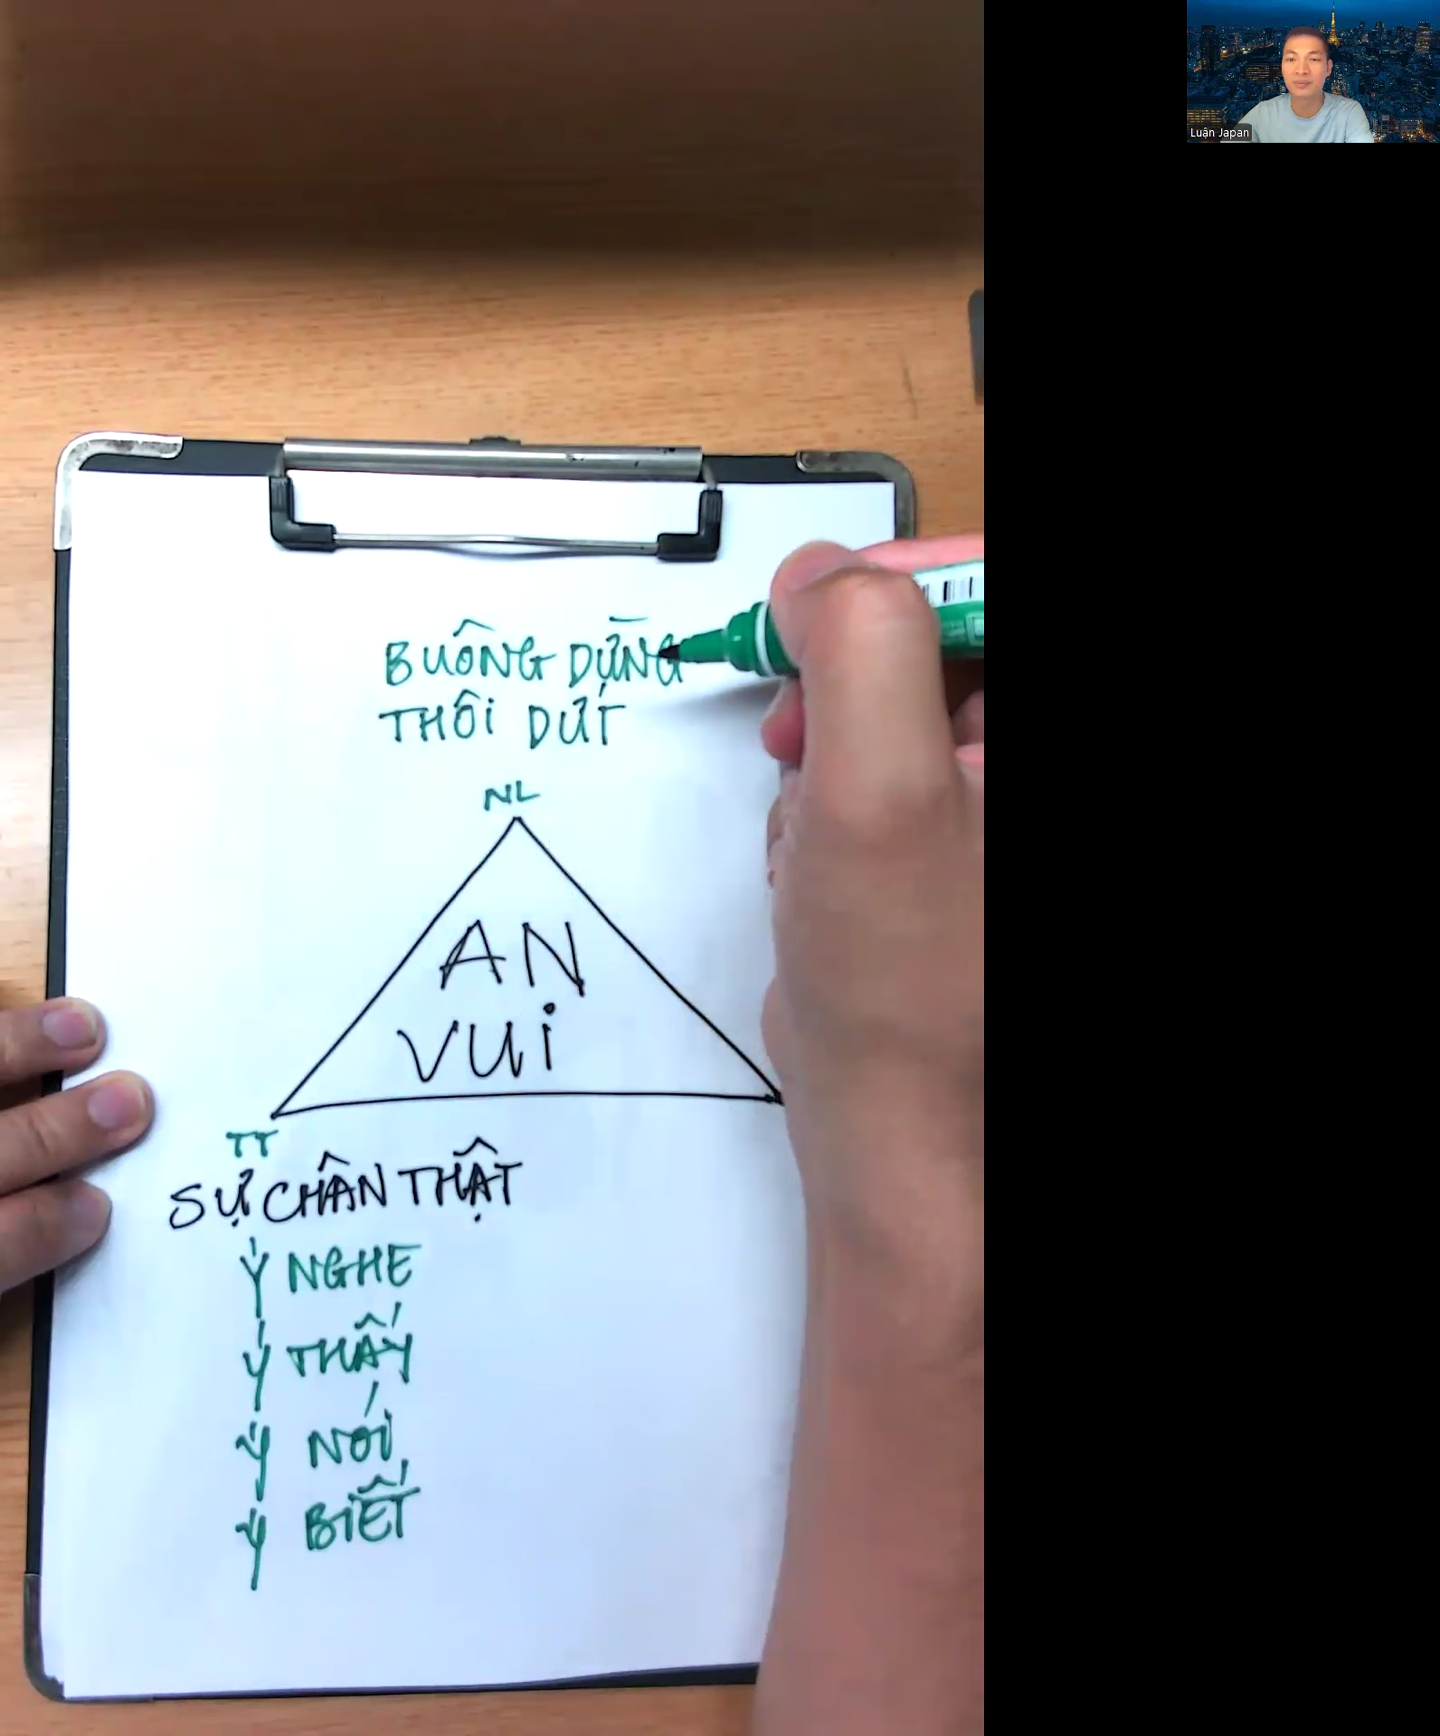 Luận Japan
BUÔNG DỪNG
THÔI DỨT
NL
AN
VUI
TT
SỰ CHÂN THẬT
Ý NGHE
Ý THẤY
Ý NÓI
Ý BIẾT